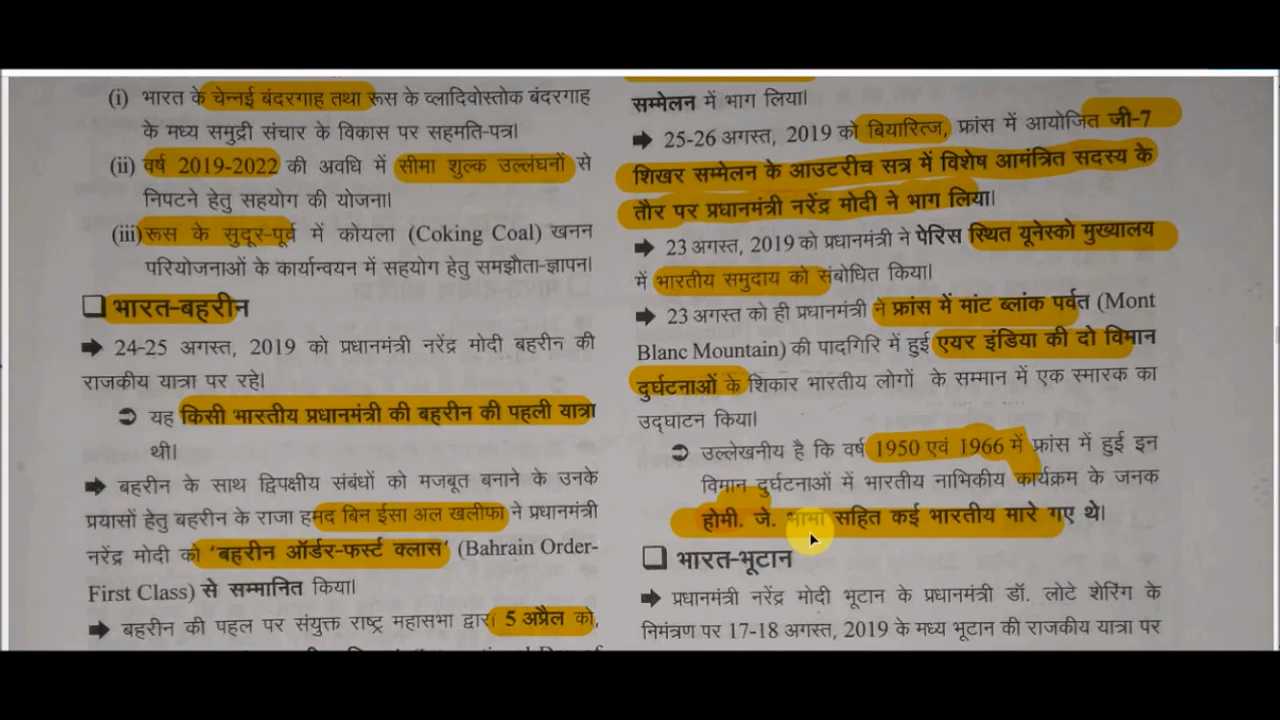 (i) भारत के चेन्नई बंदरगाह तथा रूस के व्लादिवोस्तोक बंदरगाह
के मध्य समुद्री संचार के विकास पर सहमति-पत्र।
(ii) वर्ष 2019-2022 की अवधि में सीमा शुल्क उल्लंघनों से
निपटने हेतु सहयोग की योजना।
(iii) रूस के सुदूर-पूर्व में कोयला (Coking Coal) खनन
परियोजनाओं के कार्यान्वयन में सहयोग हेतु समझौता-ज्ञापन।
❑ भारत-बहरीन
➡ 24-25 अगस्त, 2019 को प्रधानमंत्री नरेंद्र मोदी बहरीन की
राजकीय यात्रा पर रहे।
➲ यह किसी भारतीय प्रधानमंत्री की बहरीन की पहली यात्रा
थी।
➡ बहरीन के साथ द्विपक्षीय संबंधों को मजबूत बनाने के उनके
प्रयासों हेतु बहरीन के राजा हमद बिन ईसा अल खलीफा ने प्रधानमंत्री
नरेंद्र मोदी को ‘बहरीन ऑर्डर-फर्स्ट क्लास’ (Bahrain Order-
First Class) से सम्मानित किया।
➡ बहरीन की पहल पर संयुक्त राष्ट्र महासभा द्वारा 5 अप्रैल को,
सम्मेलन में भाग लिया।
➡ 25-26 अगस्त, 2019 को बियारित्ज, फ्रांस में आयोजित जी-7
शिखर सम्मेलन के आउटरीच सत्र में विशेष आमंत्रित सदस्य के
तौर पर प्रधानमंत्री नरेंद्र मोदी ने भाग लिया।
➡ 23 अगस्त, 2019 को प्रधानमंत्री ने पेरिस स्थित यूनेस्को मुख्यालय
में भारतीय समुदाय को संबोधित किया।
➡ 23 अगस्त को ही प्रधानमंत्री ने फ्रांस में मांट ब्लांक पर्वत (Mont
Blanc Mountain) की पादगिरि में हुई एयर इंडिया की दो विमान
दुर्घटनाओं के शिकार भारतीय लोगों के सम्मान में एक स्मारक का
उद्घाटन किया।
➲ उल्लेखनीय है कि वर्ष 1950 एवं 1966 में फ्रांस में हुई इन
विमान दुर्घटनाओं में भारतीय नाभिकीय कार्यक्रम के जनक
होमी. जे. भाभा सहित कई भारतीय मारे गए थे।
❑ भारत-भूटान
➡ प्रधानमंत्री नरेंद्र मोदी भूटान के प्रधानमंत्री डॉ. लोटे शेरिंग के
निमंत्रण पर 17-18 अगस्त, 2019 के मध्य भूटान की राजकीय यात्रा पर